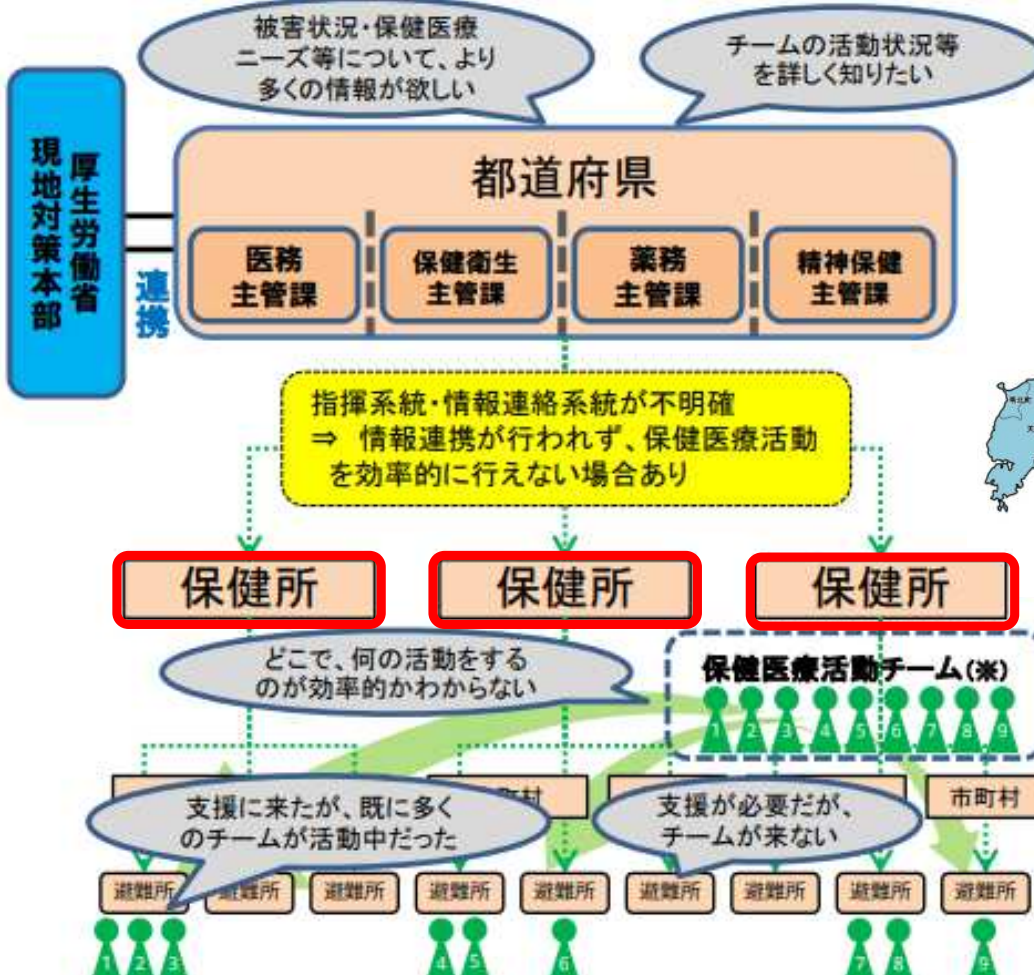 被害状況・保健医療
ニーズ等について、より
多くの情報が欲しい
チームの活動状況等
を詳しく知りたい
厚生労働省
現地対策本部
連携
都道府県
医務
主管課
保健衛生
主管課
薬務
主管課
精神保健
主管課
指揮系統・情報連絡系統が不明確
⇒ 情報連携が行われず、保健医療活動
を効率的に行えない場合あり
保健所
保健所
保健所
どこで、何の活動をする
のが効率的かわからない
保健医療活動チーム(※)
1 2 3 4 5 6 7 8 9
支援に来たが、既に多く
のチームが活動中だった
町村
支援が必要だが、
チームが来ない
市町村
避難所 避難所 避難所 避難所 避難所 避難所 避難所 避難所 避難所
1 2 3 4 5 6 7 8 9